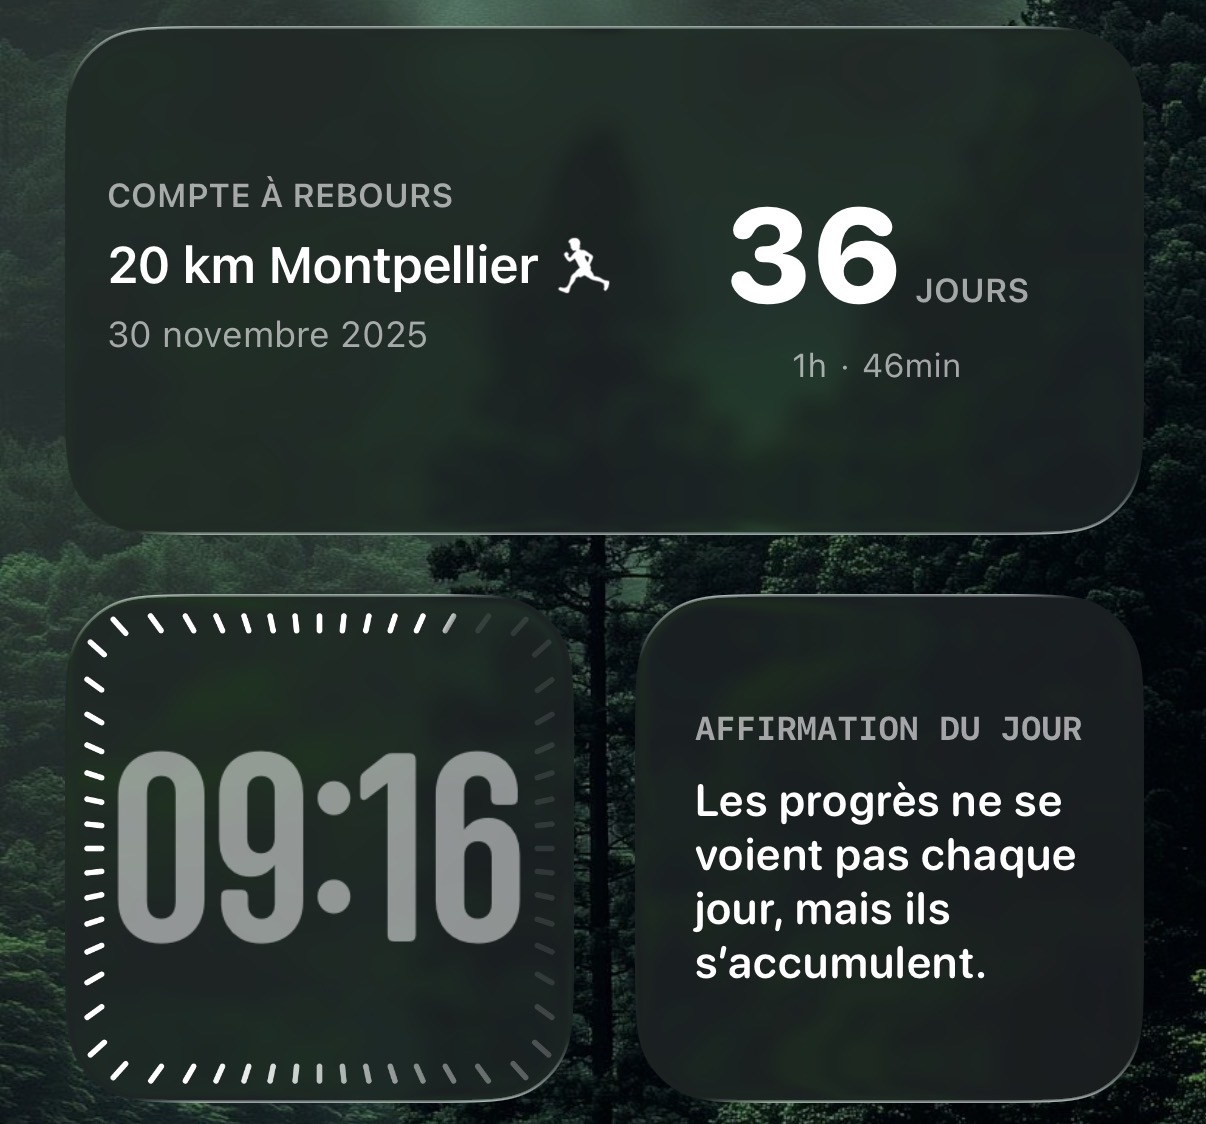 COMPTE À REBOURS
20 km Montpellier
30 novembre 2025
36 JOURS
1h · 46min
09:16
AFFIRMATION DU JOUR
Les progrès ne se
voient pas chaque
jour, mais ils
s’accumulent.